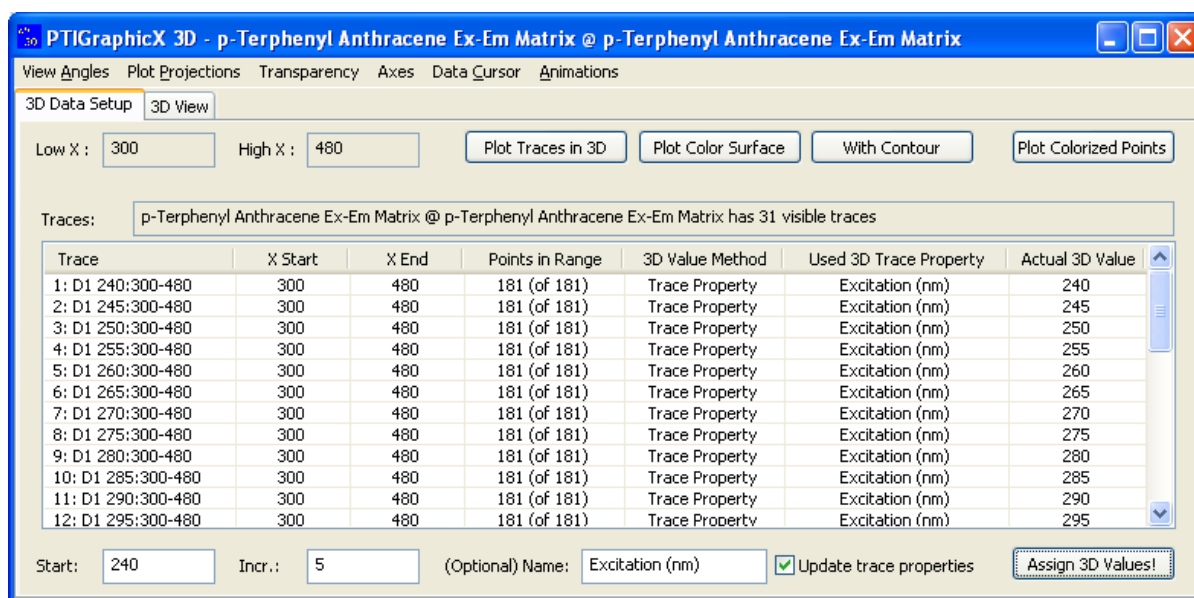 PTIGraphicX 3D - p-Terphenyl Anthracene Ex-Em Matrix @ p-Terphenyl Anthracene Ex-Em Matrix
View Angles Plot Projections Transparency Axes Data Cursor Animations
3D Data Setup 3D View
Low X : 300 High X : 480 Plot Traces in 3D Plot Color Surface With Contour Plot Colorized Points
Traces: p-Terphenyl Anthracene Ex-Em Matrix @ p-Terphenyl Anthracene Ex-Em Matrix has 31 visible traces
Trace X Start X End Points in Range 3D Value Method Used 3D Trace Property Actual 3D Value
1: D1 240:300-480 300 480 181 (of 181) Trace Property Excitation (nm) 240
2: D1 245:300-480 300 480 181 (of 181) Trace Property Excitation (nm) 245
3: D1 250:300-480 300 480 181 (of 181) Trace Property Excitation (nm) 250
4: D1 255:300-480 300 480 181 (of 181) Trace Property Excitation (nm) 255
5: D1 260:300-480 300 480 181 (of 181) Trace Property Excitation (nm) 260
6: D1 265:300-480 300 480 181 (of 181) Trace Property Excitation (nm) 265
7: D1 270:300-480 300 480 181 (of 181) Trace Property Excitation (nm) 270
8: D1 275:300-480 300 480 181 (of 181) Trace Property Excitation (nm) 275
9: D1 280:300-480 300 480 181 (of 181) Trace Property Excitation (nm) 280
10: D1 285:300-480 300 480 181 (of 181) Trace Property Excitation (nm) 285
11: D1 290:300-480 300 480 181 (of 181) Trace Property Excitation (nm) 290
12: D1 295:300-480 300 480 181 (of 181) Trace Property Excitation (nm) 295
Start: 240 Incr.: 5 (Optional) Name: Excitation (nm) Update trace properties Assign 3D Values!